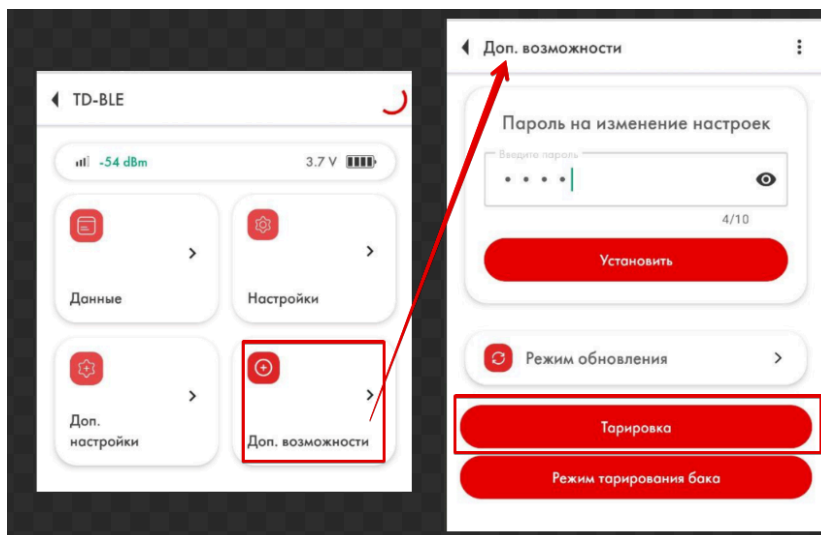 TD-BLE
-54 dBm
3.7 V
Данные
Настройки
Доп.
настройки
Доп. возможности
Доп. возможности
Пароль на изменение настроек
Введите пароль
4/10
Установить
Режим обновления
Тарировка
Режим тарирования бака